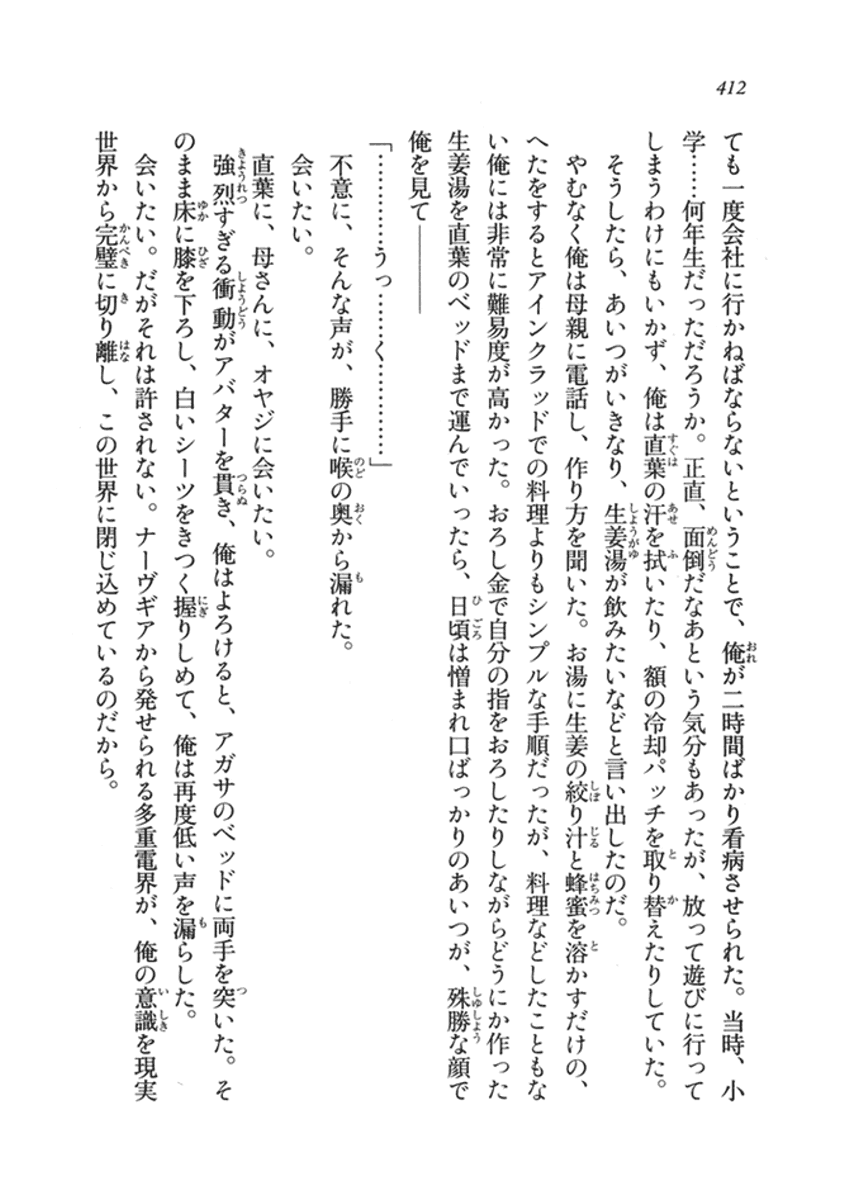 412
ても一度会社に行かねばならないということで、俺が二時間ばかり看病させられた。当時、小
学……何年生だっただろうか。正直、面倒だなあという気分もあったが、放って遊びに行って
しまうわけにもいかず、俺は直葉の汗を拭いたり、額の冷却パッチを取り替えたりしていた。
そうしたら、あいつがいきなり、生姜湯が飲みたいなどと言い出したのだ。
やむなく俺は母親に電話し、作り方を聞いた。お湯に生姜の絞り汁と蜂蜜を溶かすだけの、
へたをするとアインクラッドでの料理よりもシンプルな手順だったが、料理などしたこともな
い俺には非常に難易度が高かった。おろし金で自分の指をおろしたりしながらどうにか作った
生姜湯を直葉のベッドまで運んでいったら、日頃は憎まれ口ばっかりのあいつが、殊勝な顔で
俺を見て————
「…………うっ……く…………」
不意に、そんな声が、勝手に喉の奥から漏れた。
会いたい。
直葉に、母さんに、オヤジに会いたい。
強烈すぎる衝動がアバターを貫き、俺はよろけると、アガサのベッドに両手を突いた。そ
のまま床に膝を下ろし、白いシーツをきつく握りしめて、俺は再度低い声を漏らした。
会いたい。だがそれは許されない。ナーヴギアから発せられる多重電界が、俺の意識を現実
世界から完璧に切り離し、この世界に閉じ込めているのだから。